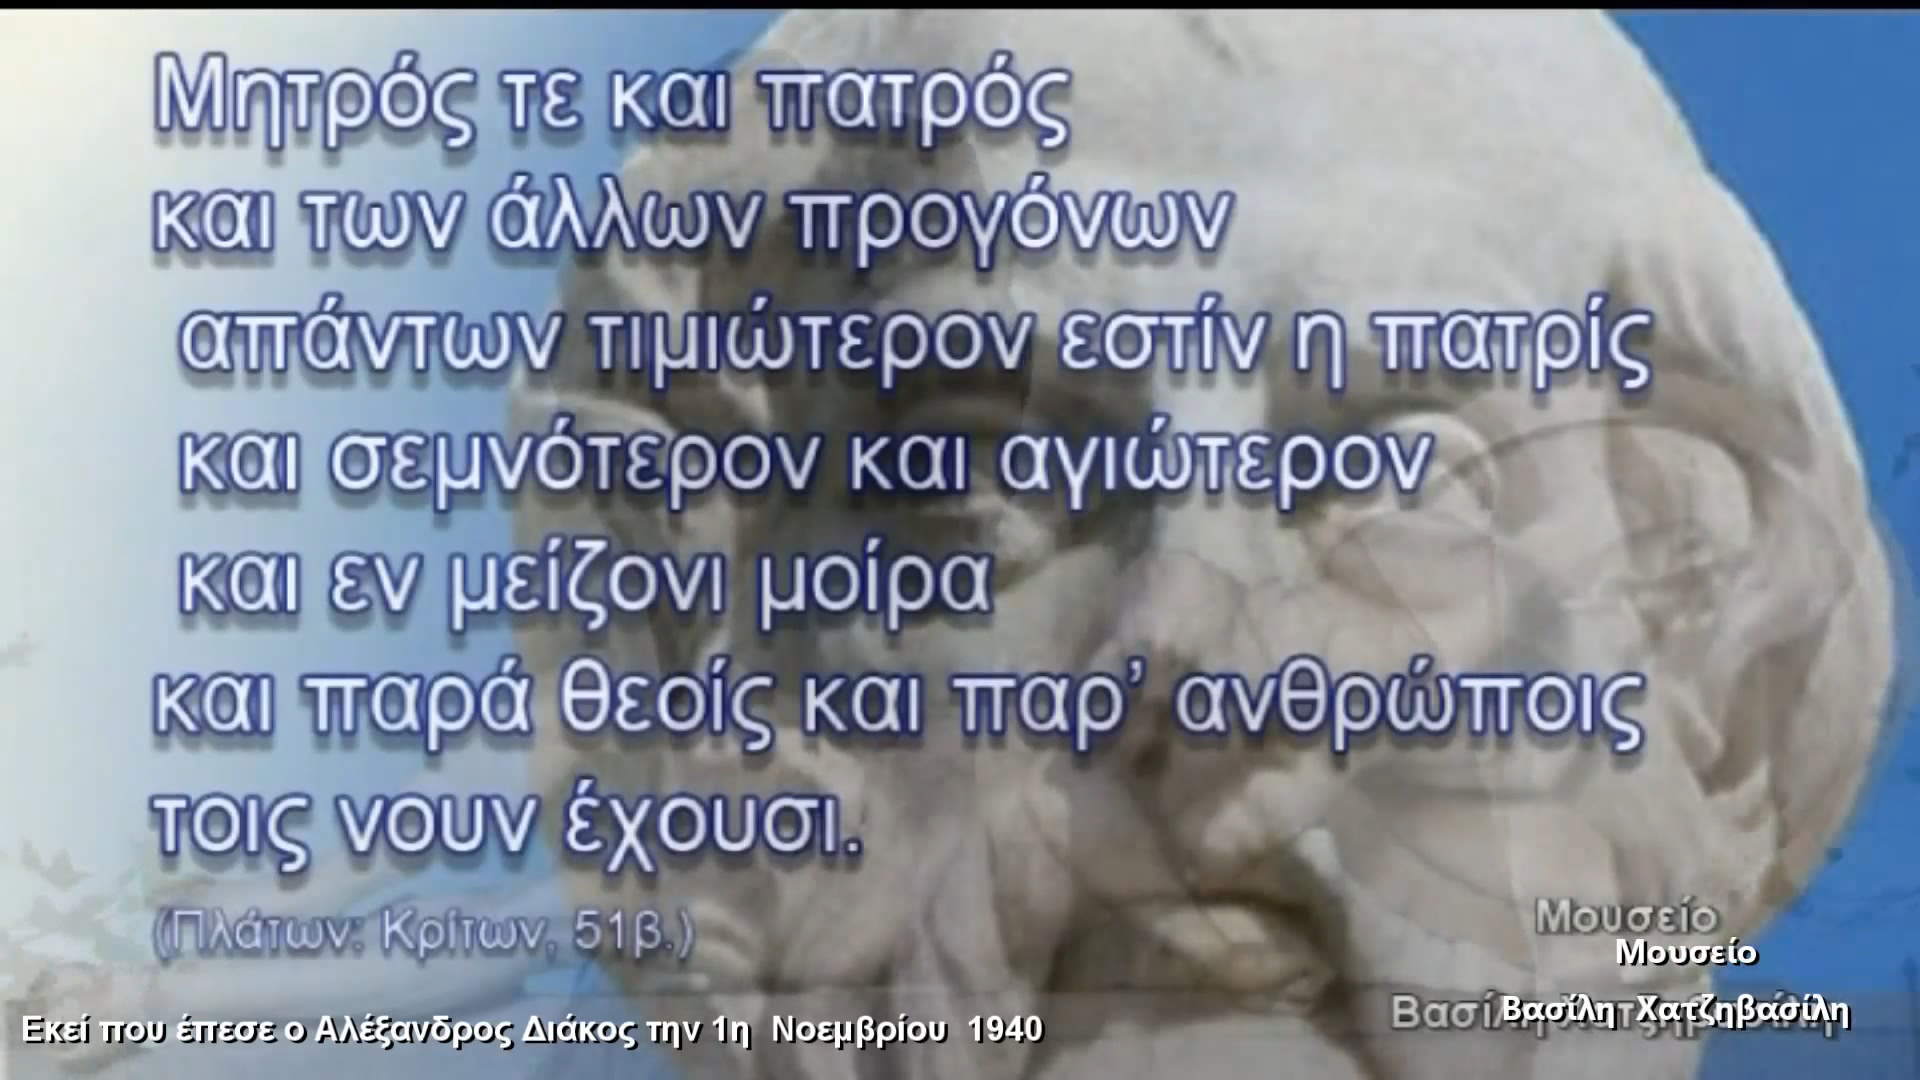 Μητρός τε και πατρός
και των άλλων προγόνων
απάντων τιμιώτερον εστίν η πατρίς
και σεμνότερον και αγιώτερον
και εν μείζονι μοίρα
και παρά θεοίς και παρ’ ανθρώποις
τοις νουν έχουσι.
(Πλάτων: Κρίτων, 51β.)
Μουσείο
Μουσείο
Βασίλη Χατζηβασίλη
Βασίλη Χατζηβασίλη
Εκεί που έπεσε ο Αλέξανδρος Διάκος την 1η Νοεμβρίου 1940